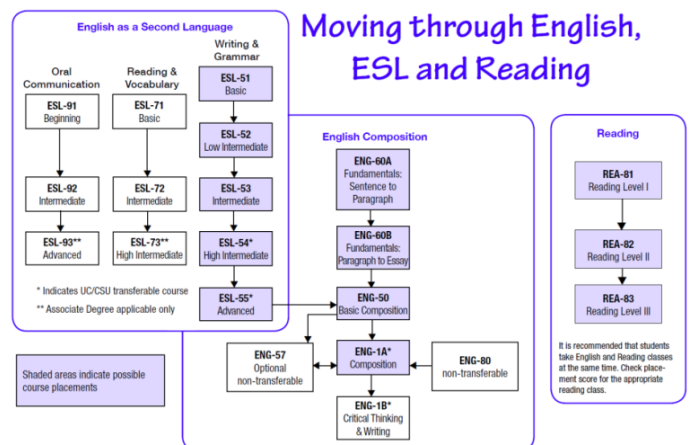 Moving through English,
ESL and Reading
English as a Second Language
Oral
Communication
ESL-91
Beginning
ESL-92
Intermediate
ESL-93**
Advanced
Reading &
Vocabulary
ESL-71
Basic
ESL-72
Intermediate
ESL-73**
High Intermediate
Writing &
Grammar
ESL-51
Basic
ESL-52
Low Intermediate
ESL-53
Intermediate
ESL-54*
High Intermediate
ESL-55*
Advanced
* Indicates UC/CSU transferable course
** Associate Degree applicable only
Shaded areas indicate possible
course placements
English Composition
ENG-60A
Fundamentals:
Sentence to
Paragraph
ENG-60B
Fundamentals:
Paragraph to Essay
ENG-50
Basic Composition
ENG-57
Optional
non-transferable
ENG-1A*
Composition
ENG-80
non-transferable
ENG-1B*
Critical Thinking
& Writing
Reading
REA-81
Reading Level I
REA-82
Reading Level II
REA-83
Reading Level III
It is recommended that students
take English and Reading classes
at the same time. Check place-
ment score for the appropriate
reading class.